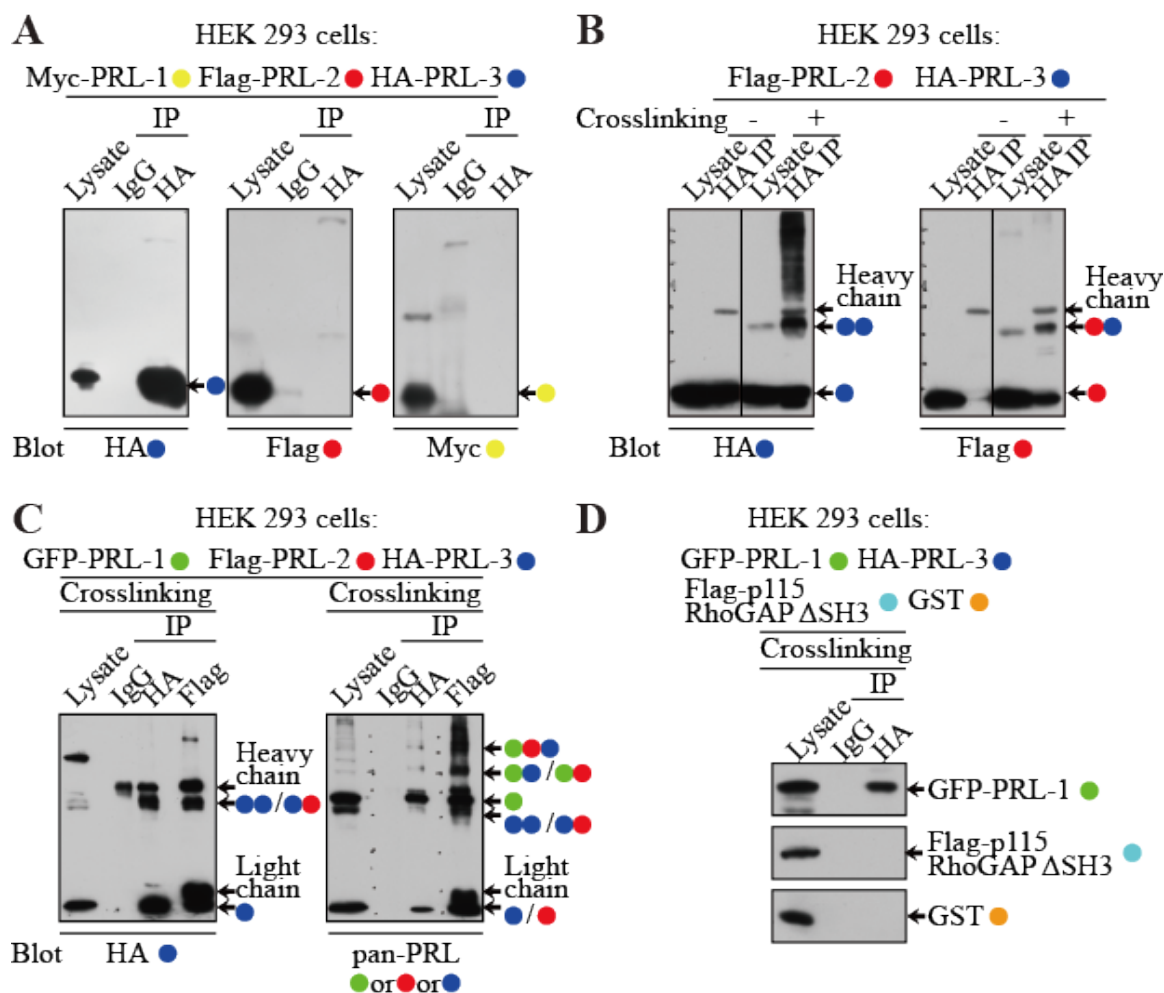 A
HEK 293 cells:
Myc-PRL-1 Flag-PRL-2 HA-PRL-3
IP IP IP
Lysate IgG HA Lysate IgG HA Lysate IgG HA
Blot HA Flag Myc
B
HEK 293 cells:
Flag-PRL-2 HA-PRL-3
Crosslinking - + - +
Lysate HA IP Lysate HA IP Lysate HA IP Lysate HA IP
Heavy
chain
Heavy
chain
Blot HA Flag
C
HEK 293 cells:
GFP-PRL-1 Flag-PRL-2 HA-PRL-3
Crosslinking Crosslinking
IP IP
Lysate IgG HA Flag Lysate IgG HA Flag
Heavy
chain
/
/
/
Light
chain
Light
chain
/
Blot HA pan-PRL
or or
D
HEK 293 cells:
GFP-PRL-1 HA-PRL-3
Flag-p115
RhoGAP ΔSH3 GST
Crosslinking
IP
Lysate IgG HA
GFP-PRL-1
Flag-p115
RhoGAP ΔSH3
GST